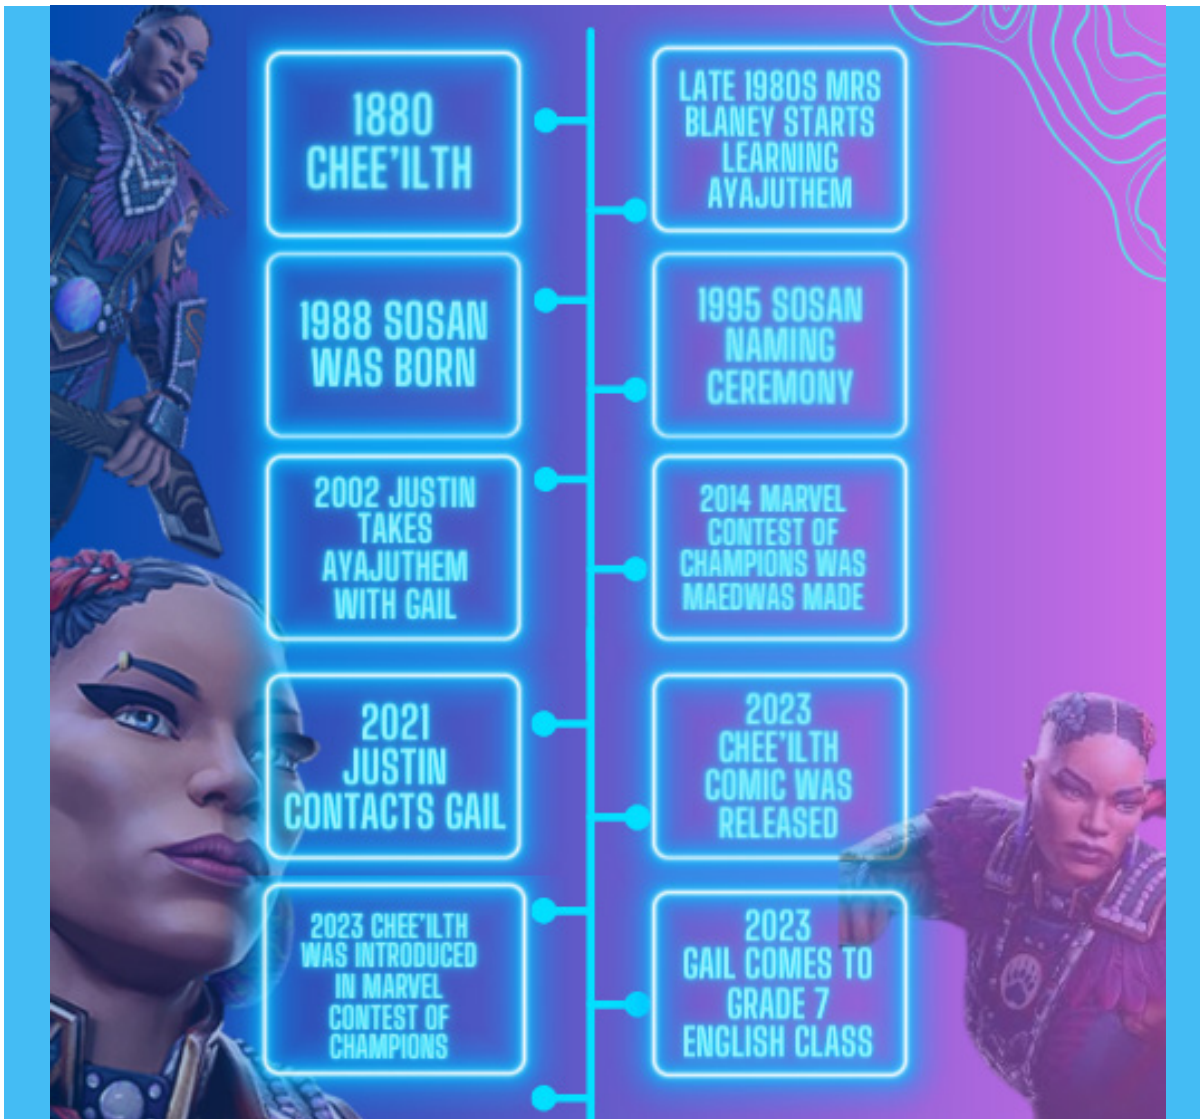 1880
CHEE'ILTH
LATE 1980S MRS
BLANEY STARTS
LEARNING
AYAJUTHEM
1988 SOSAN
WAS BORN
1995 SOSAN
NAMING
CEREMONY
2002 JUSTIN
TAKES
AYAJUTHEM
WITH GAIL
2014 MARVEL
CONTEST OF
CHAMPIONS WAS
MAEDWAS MADE
2021
JUSTIN
CONTACTS GAIL
2023
CHEE'ILTH
COMIC WAS
RELEASED
2023 CHEE'ILTH
WAS INTRODUCED
IN MARVEL
CONTEST OF
CHAMPIONS
2023
GAIL COMES TO
GRADE 7
ENGLISH CLASS